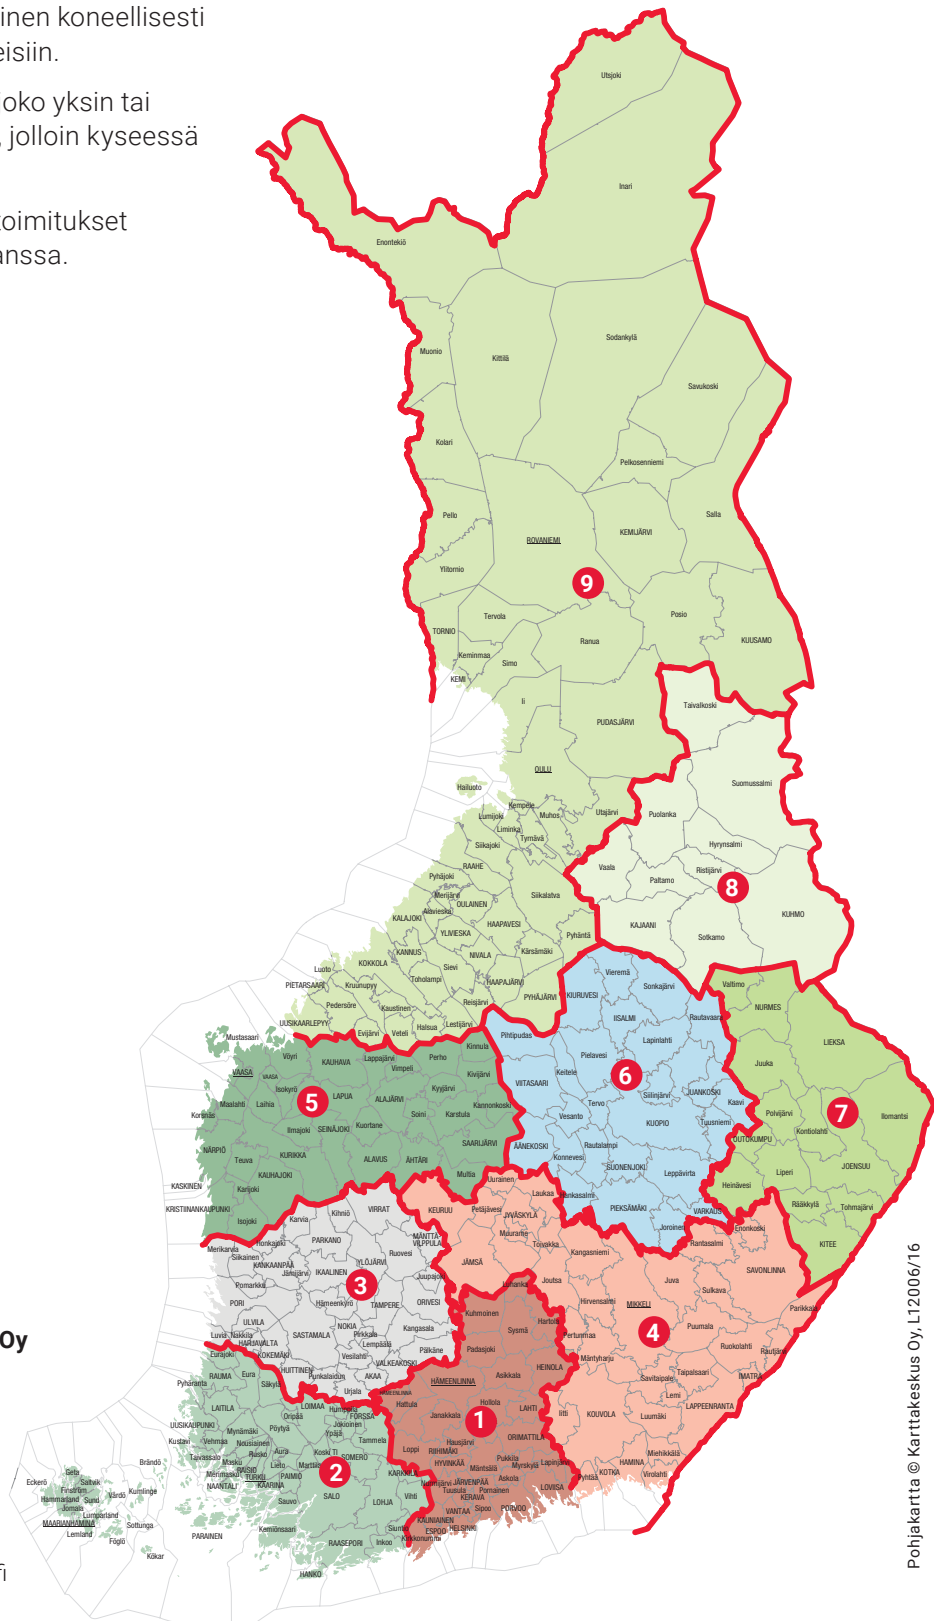 inen koneellisesti
eisiin.
joko yksin tai
, jolloin kyseessä
toimitukset
anssa.
Utsjoki
Inari
Enontekiö
Sodankylä
Muonio
Kittilä
Savukoski
Kolari
Pelkosenniemi
Pello
Salla
ROVANIEMI
KEMIJÄRVI
Ylitornio
9
Tervola
Posio
TORNIO
Ranua
KUUSAMO
Keminmaa
Simo
KEMI
Ii
Taivalkoski
PUDASJÄRVI
OULU
Suomussalmi
Hailuoto
Kempele
Lumijoki
Muhos
Utajärvi
Puolanka
Liminka
Tyrnävä
Siikajoki
Hyrynsalmi
RAAHE
Vaala
Ristijärvi
Pyhäjoki
Paltamo
8
Merijärvi
Siikalatva
OULAINEN
Alavieska
KUHMO
KALAJOKI
HAAPAVESI
KAJAANI
YLIVIESKA
Pyhäntä
Sotkamo
KANNUS
NIVALA
Kärsämäki
KOKKOLA
Sievi
Luoto
Toholampi
Vieremä
PIETARSAARI
Kruunupyy
HAAPAJÄRVI
Sonkajärvi
Valtimo
PYHÄJÄRVI
KIURUVESI
Pedersöre
Kaustinen
Reisjärvi
NURMES
UUSIKAARLEPYY
IISALMI
Rautavaara
Evijärvi
Veteli
Halsua
Lestijärvi
Mustasaari
Pihtipudas
Lapinlahti
LIEKSA
Kinnula
Vöyri
KAUHAVA
Lappajärvi
Perho
Pielavesi
Juuka
Vimpeli
VAASA
VAASA
Keitele
6
Kivijärvi
Isokyrö
VIITASAARI
Kyyjärvi
Siilinjärvi
JUANKOSKI
5
LAPUA
ALAJÄRVI
Tervo
Kaavi
Maalahti
Laihia
Kannonkoski
7
Polvijärvi
Ilomantsi
Korsnäs
Soini
Karstula
Vesanto
KUOPIO
Tuusniemi
Ilmajoki
SEINÄJOKI
Kuortane
Kontiolahti
OUTOKUMPU
NÄRPIÖ
SAARIJÄRVI
ÄÄNEKOSKI
Rautalampi
KURIKKA
Konnevesi
Teuva
ALAVUS
ÄHTÄRI
SUONENJOKI
JOENSUU
KAUHAJOKI
Multia
Leppävirta
Liperi
Heinävesi
KASKINEN
Karijoki
Uurainen
Laukaa
Hankasalmi
KRISTIINANKAUPUNKI
VIRRAT
KEURUU
Petäjävesi
PIEKSÄMÄKI
VARKAUS
Rääkkylä
Tohmajärvi
Kihniö
JYVÄSKYLÄ
Isojoki
Karvia
Joroinen
Enonkoski
Muurame
Honkajoki
PARKANO
MÄNTTÄ-
VILPPULA
Toivakka
Rantasalmi
KITEE
Merikarvia
Siikainen
Ruovesi
Kangasniemi
KANKAANPÄÄ
YLÖJÄRVI
JÄMSÄ
Jämijärvi
IKAALINEN
SAVONLINNA
Juupajoki
Pomarkku
3
Luhanka
Joutsa
Juva
Sulkava
PORI
Hämeenkyrö
TAMPERE
ORIVESI
Hirvensalmi
MIKKELI
Parikkala
ULVILA
Kuhmoinen
NOKIA
Kangasala
Hartola
Puumala
Luvia
Nakkila
SASTAMALA
Pirkkala
Sysmä
4
HARJAVALTA
Lempäälä
Pertunmaa
Pälkäne
Padasjoki
Ruokolahti
Rautjärvi
Eurajoki
KOKEMÄKI
Vesilahti
VALKEAKOSKI
Mäntyharju
HEINOLA
HUITTINEN
Taipalsaari
RAUMA
Eura
Punkalaidun
AKAA
Asikkala
Savitaipale
IMATRA
Pyhäranta
Säkylä
HÄMEENLINNA
Urjala
HÄMEENLINNA
Lemi
LAITILA
LOIMAA
Humppila
Hattula
Hollola
LAPPEENRANTA
Oripää
FORSSA
Janakkala
1
LAHTI
Iitti
KOUVOLA
Luumäki
UUSIKAUPUNKI
Jokioinen
Mynämäki
Pöytyä
Ypäjä
Kustavi
Vehmaa
Nousiainen
Tammela
Hausjärvi
ORIMATTILA
Taivassalo
Rusko
Aura
Koski Tl
SOMERO
Loppi
RIIHIMÄKI
Miehikkälä
Masku
Lieto
Marttila
HYVINKÄÄ
Pukkila
Lapinjärvi
HAMINA
Brändö
Merimasku
RAISIO
TURKU
2
KARKKILA
Mäntsälä
Myrskylä
KOTKA
Virolahti
Geta
NAANTALI
KAARINA
PAIMIO
Nurmijärvi
JÄRVENPÄÄ
Askola
Pyhtää
Eckerö
Saltvik
Finström
Kumlinge
SALO
Vihti
Tuusula
Pornainen
LOVIISA
Hammarland
Sund
Vårdö
Sauvo
LOHJA
KERAVA
Jomala
VANTAA
Sipoo
PORVOO
Lumparland
MAARIANHAMINA
Sottunga
KAUNIAINEN
Lemland
Föglö
PARAINEN
Kemiönsaari
Siuntio
ESPOO
HELSINKI
Kirkkonummi
Kökar
RAASEPORI
Inkoo
HANKO
Oy
fi
Pohjakartta © Karttakeskus Oy, L12006/16